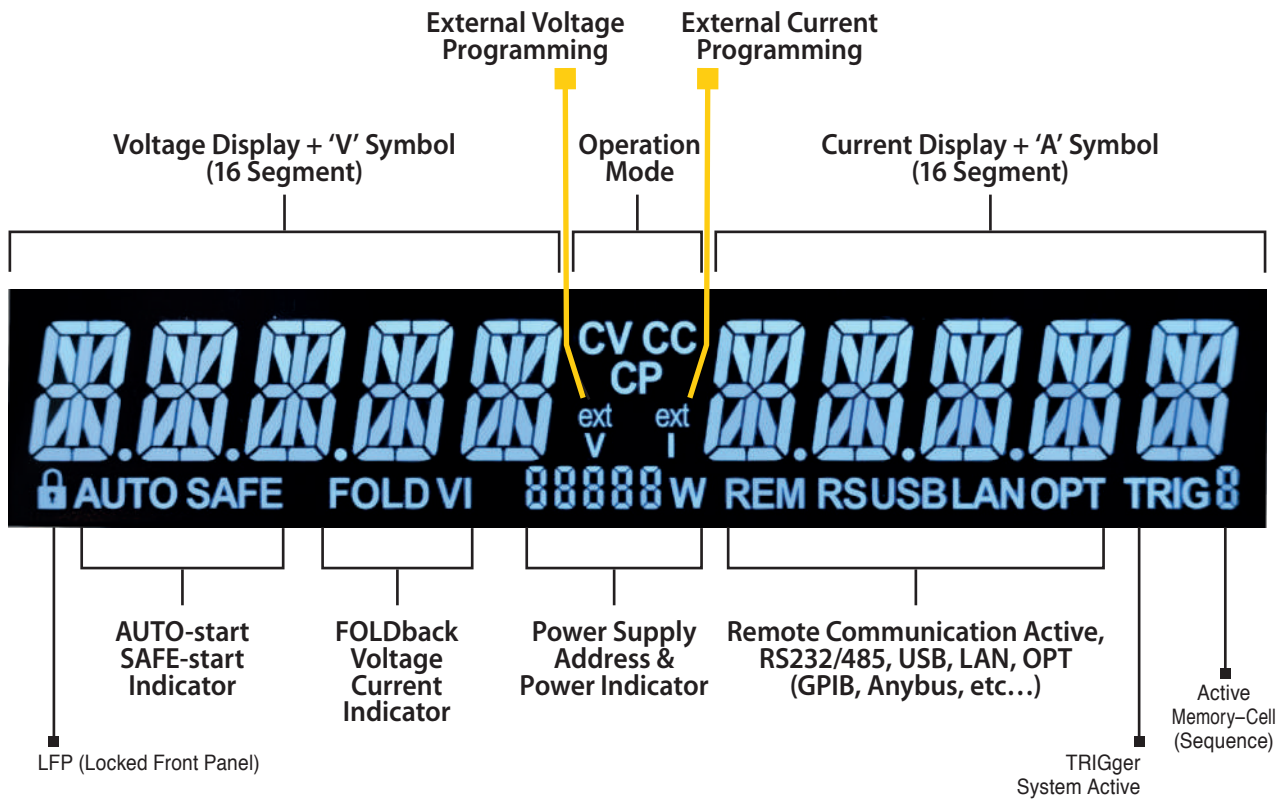 External Voltage
Programming
External Current
Programming
Voltage Display + ‘V’ Symbol
(16 Segment)
Operation
Mode
Current Display + ‘A’ Symbol
(16 Segment)
CV CC
CP
ext ext
V I
AUTO SAFE FOLD VI 88888 W REM RS USB LAN OPT TRIG 8
AUTO-start
SAFE-start
Indicator
FOLDback
Voltage
Current
Indicator
Power Supply
Address &
Power Indicator
Remote Communication Active,
RS232/485, USB, LAN, OPT
(GPIB, Anybus, etc…)
Active
Memory–Cell
(Sequence)
LFP (Locked Front Panel)
TRIGger
System Active